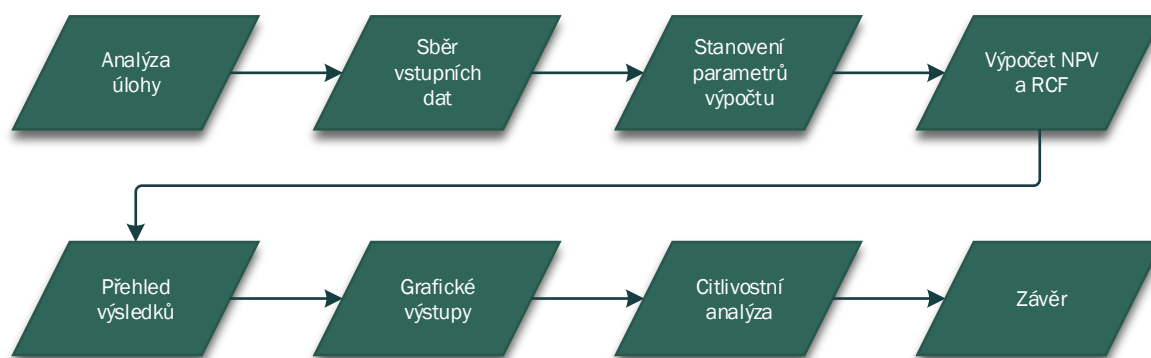 Analýza
úlohy
Sběr
vstupních
dat
Stanovení
parametrů
výpočtu
Výpočet NPV
a RCF
Přehled
výsledků
Grafické
výstupy
Citlivostní
analýza
Závěr